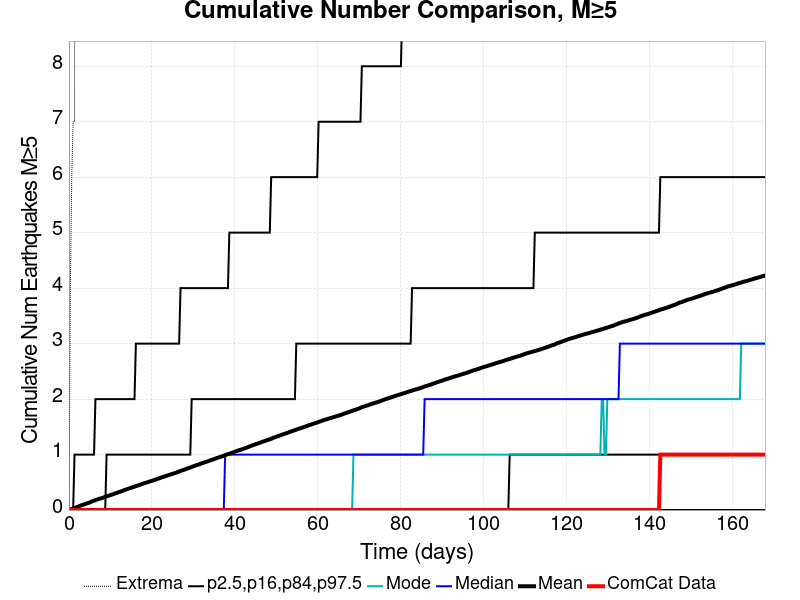 Cumulative Number Comparison, M≥5
Cumulative Num Earthquakes M≥5
8
7
6
5
4
3
2
1
0
0 20 40 60 80 100 120 140 160
Time (days)
Extrema p2.5,p16,p84,p97.5 Mode Median Mean ComCat Data